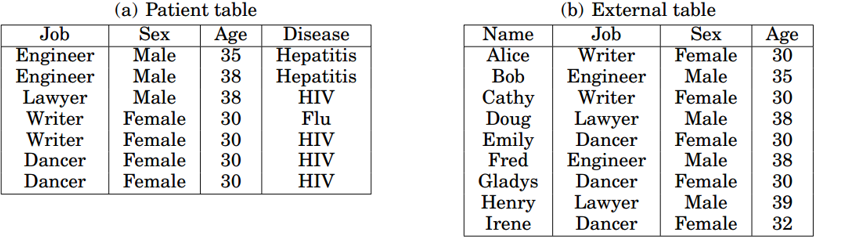 (a) Patient table
Job Sex Age Disease
Engineer Male 35 Hepatitis
Engineer Male 38 Hepatitis
Lawyer Male 38 HIV
Writer Female 30 Flu
Writer Female 30 HIV
Dancer Female 30 HIV
Dancer Female 30 HIV
(b) External table
Name Job Sex Age
Alice Writer Female 30
Bob Engineer Male 35
Cathy Writer Female 30
Doug Lawyer Male 38
Emily Dancer Female 30
Fred Engineer Male 38
Gladys Dancer Female 30
Henry Lawyer Male 39
Irene Dancer Female 32